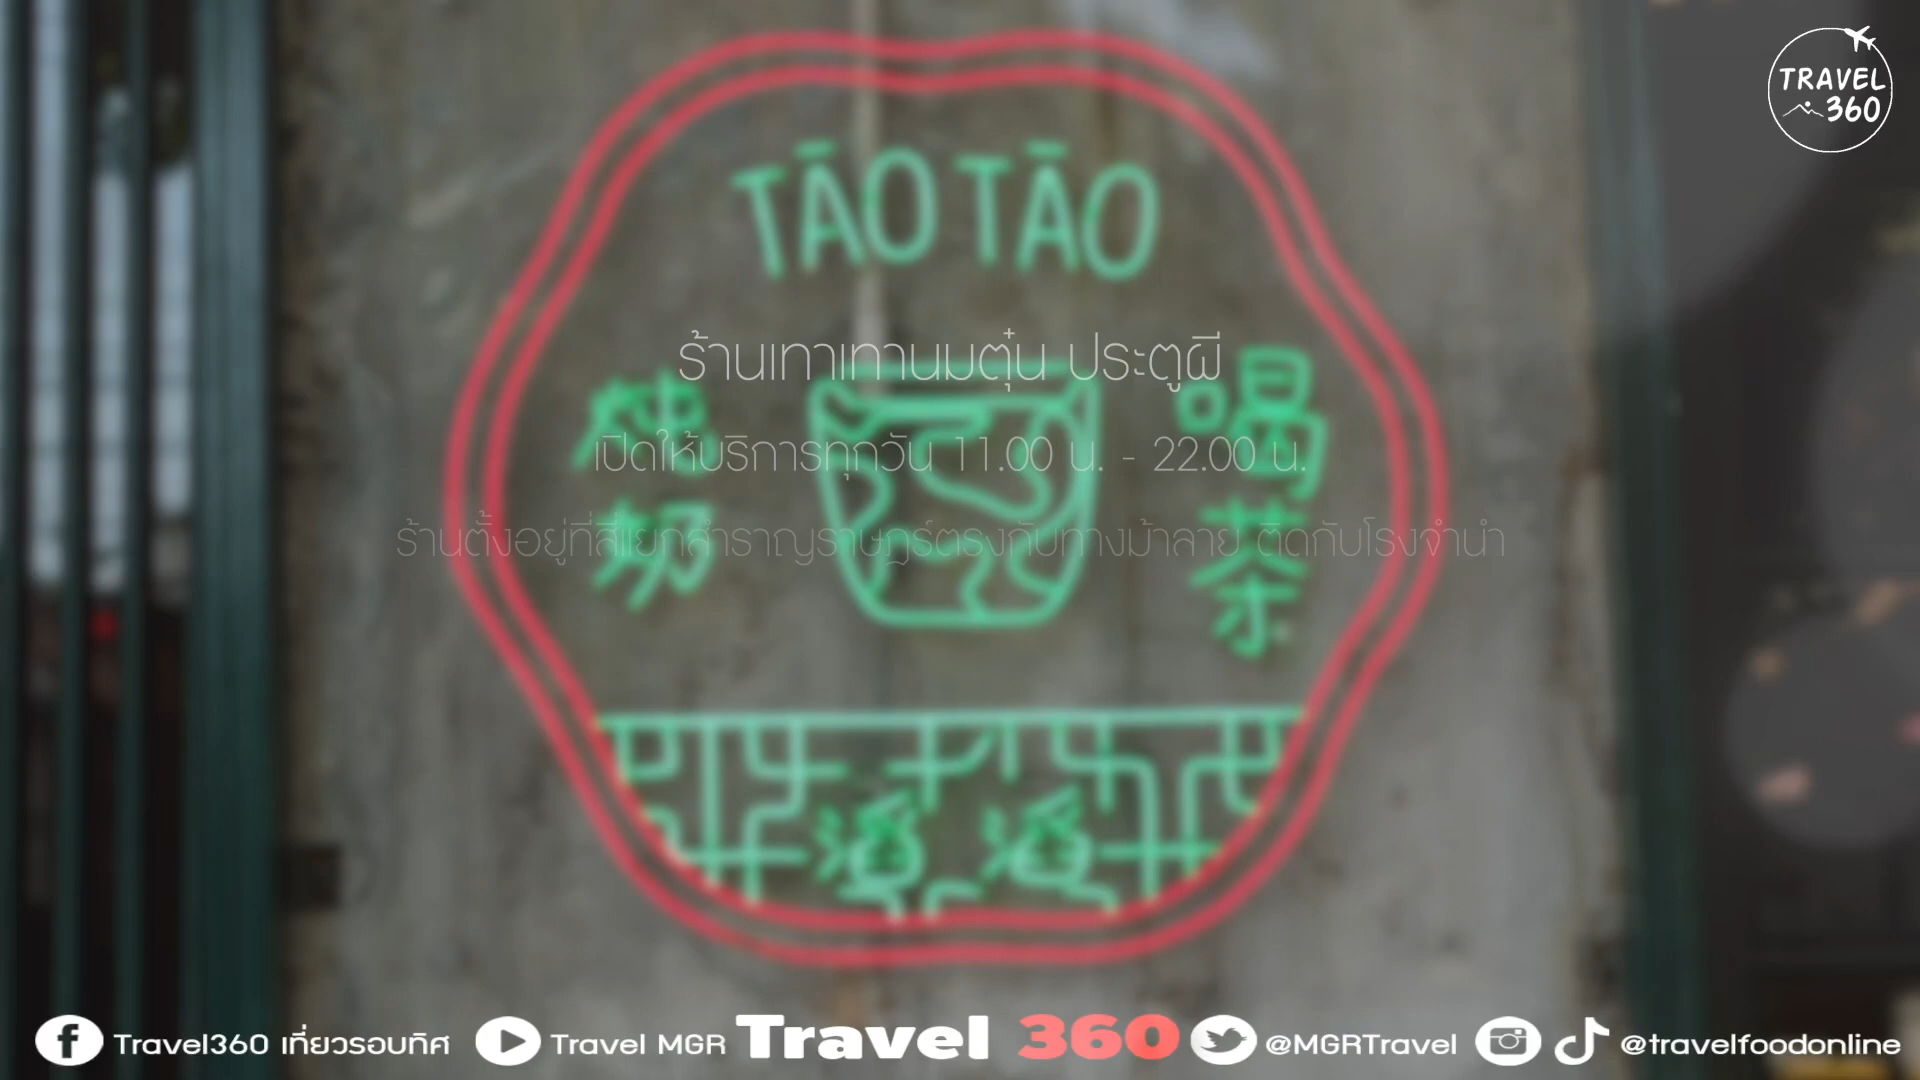 TRAVEL
360
TĀO TĀO
ร้านเทาเทานมตุ๋น ประตูผี
炖奶
喝茶
เปิดให้บริการทุกวัน 11.00 น. - 22.00 น.
ร้านตั้งอยู่ที่สี่แยกสำราญราษฎร์ตรงกับทางม้าลาย ติดกับโรงจำนำ
Travel360 เที่ยวรอบทิศ
Travel MGR
Travel 360
@MGRTravel
@travelfoodonline